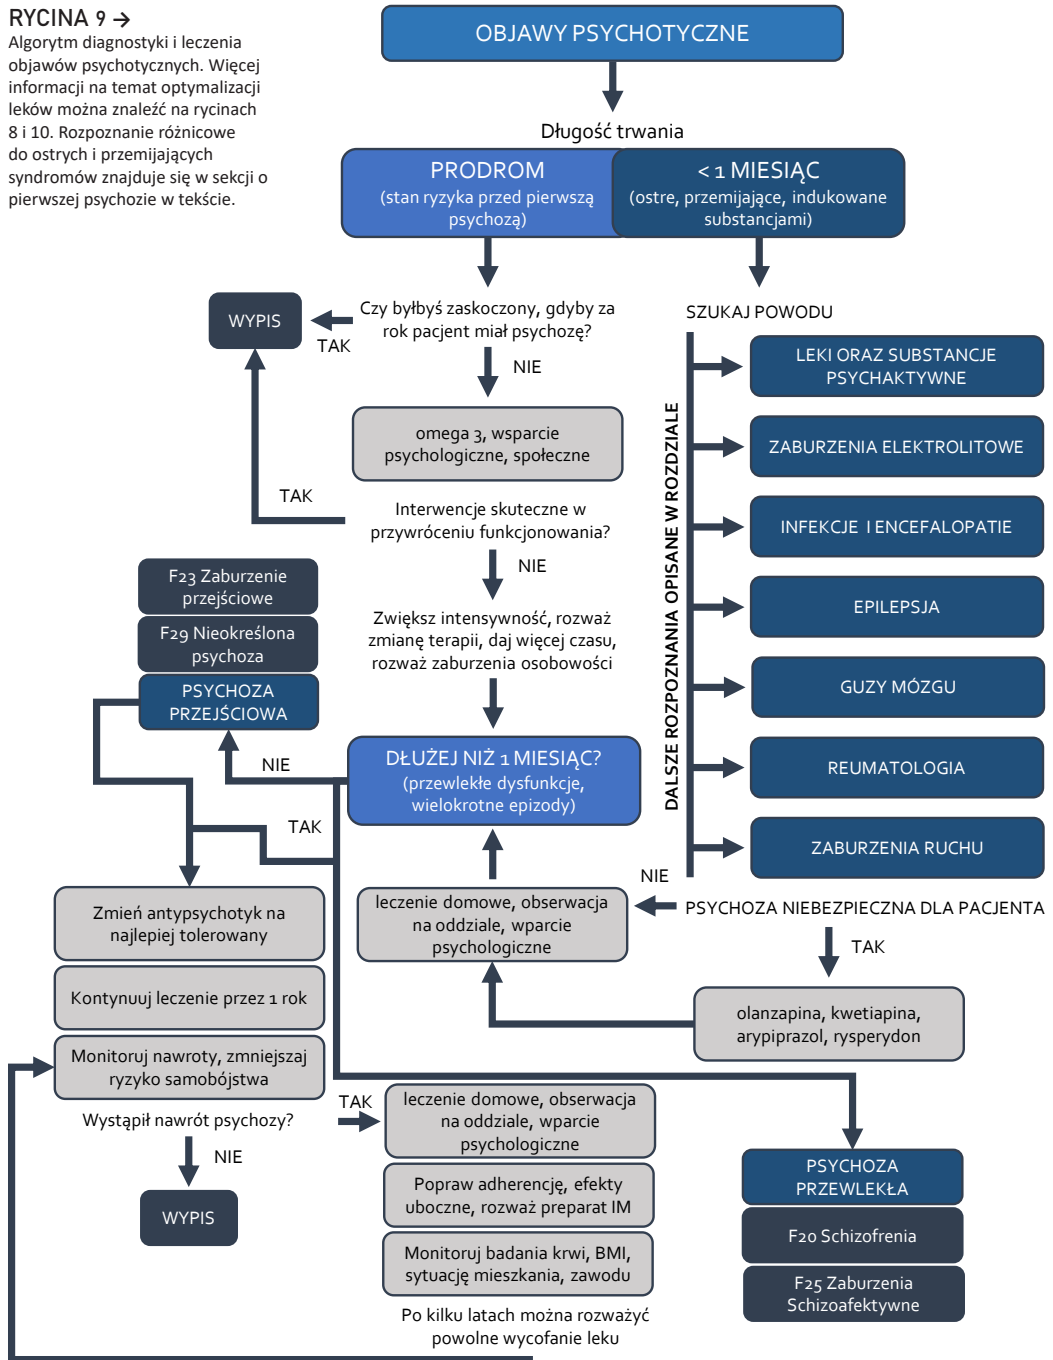 RYCINA 9 →
Algorytm diagnostyki i leczenia
objawów psychotycznych. Więcej
informacji na temat optymalizacji
leków można znaleźć na rycinach
8 i 10. Rozpoznanie różnicowe
do ostrych i przemijających
syndromów znajduje się w sekcji o
pierwszej psychozie w tekście.
OBJAWY PSYCHOTYCZNE
Długość trwania
PRODROM
(stan ryzyka przed pierwszą
psychozą)
< 1 MIESIĄC
(ostre, przemijające, indukowane
substancjami)
Czy byłbyś zaskoczony, gdyby za
rok pacjent miał psychozę?
TAK
WYPIS
NIE
omega 3, wsparcie
psychologiczne, społeczne
Interwencje skuteczne w
przywróceniu funkcjonowania?
TAK
NIE
Zwiększ intensywność, rozważ
zmianę terapii, daj więcej czasu,
rozważ zaburzenia osobowości
SZUKAJ POWODU
DALSZE ROZPOZNANIA OPISANE W ROZDZIALE
LEKI ORAZ SUBSTANCJE
PSYCHAKTYWNE
ZABURZENIA ELEKTROLITOWE
INFEKCJE I ENCEFALOPATIE
EPILEPSJA
GUZY MÓZGU
REUMATOLOGIA
ZABURZENIA RUCHU
F23 Zaburzenie
przejściowe
F29 Nieokreślona
psychoza
PSYCHOZA
PRZEJŚCIOWA
DŁUŻEJ NIŻ 1 MIESIĄC?
(przewlekłe dysfunkcje,
wielokrotne epizody)
NIE
TAK
PSYCHOZA NIEBEZPIECZNA DLA PACJENTA
NIE
leczenie domowe, obserwacja
na oddziale, wparcie
psychologiczne
TAK
olanzapina, kwetiapina,
arypiprazol, rysperydon
Zmień antypsychotyk na
najlepiej tolerowany
Kontynuuj leczenie przez 1 rok
Monitoruj nawroty, zmniejszaj
ryzyko samobójstwa
Wystąpił nawrót psychozy?
NIE
WYPIS
TAK
leczenie domowe, obserwacja
na oddziale, wparcie
psychologiczne
Popraw adherencję, efekty
uboczne, rozważ preparat IM
Monitoruj badania krwi, BMI,
sytuację mieszkania, zawodu
Po kilku latach można rozważyć
powolne wycofanie leku
PSYCHOZA
PRZEWLEKŁA
F20 Schizofrenia
F25 Zaburzenia
Schizoafektywne